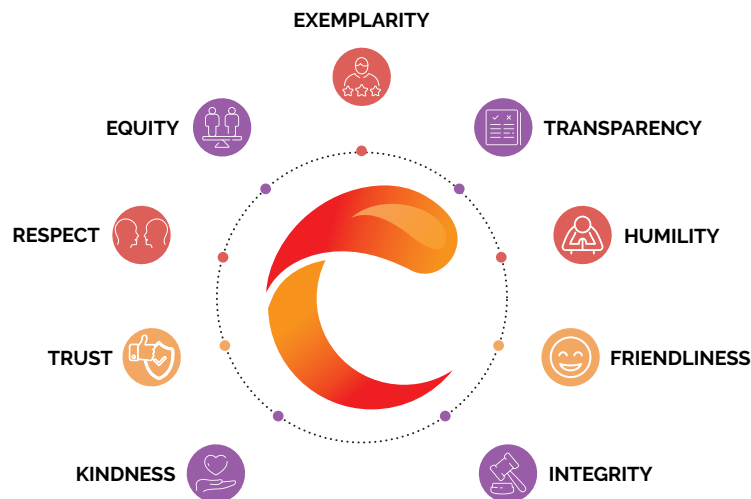 EXEMPLARITY
EQUITY
TRANSPARENCY
RESPECT
HUMILITY
TRUST
FRIENDLINESS
KINDNESS
INTEGRITY